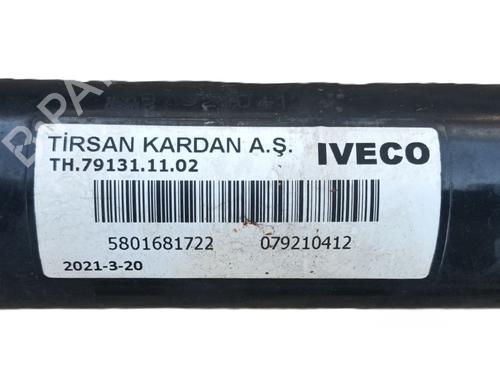 TİRSAN KARDAN A.Ş. IVECO
TH.79131.11.02
5801681722 079210412
2021-3-20